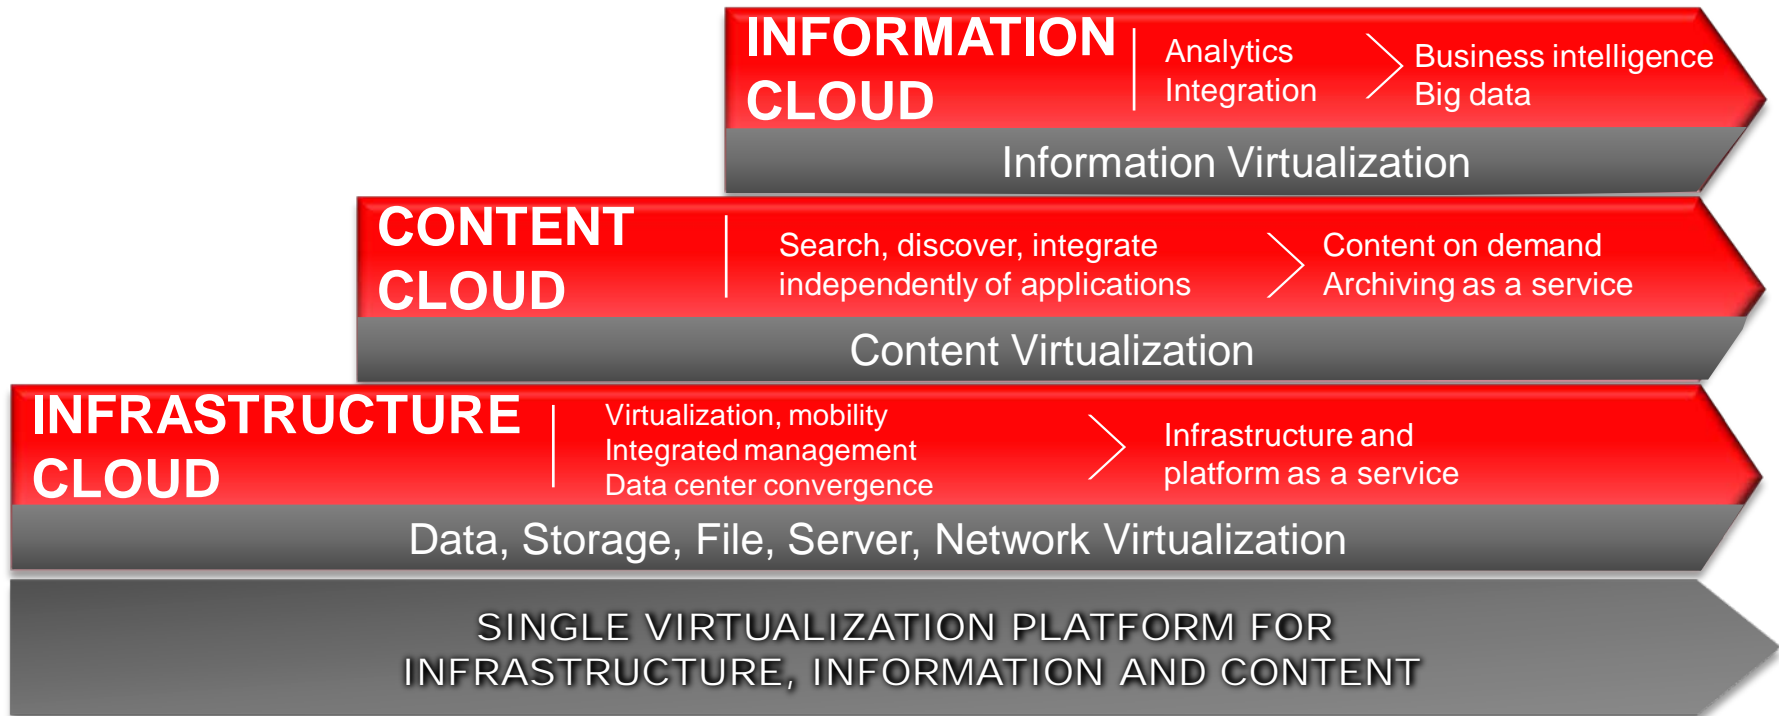 INFORMATION
CLOUD
Analytics
Integration
Business intelligence
Big data
Information Virtualization
CONTENT
CLOUD
Search, discover, integrate
independently of applications
Content on demand
Archiving as a service
Content Virtualization
INFRASTRUCTURE
CLOUD
Virtualization, mobility
Integrated management
Data center convergence
Infrastructure and
platform as a service
Data, Storage, File, Server, Network Virtualization
SINGLE VIRTUALIZATION PLATFORM FOR
INFRASTRUCTURE, INFORMATION AND CONTENT